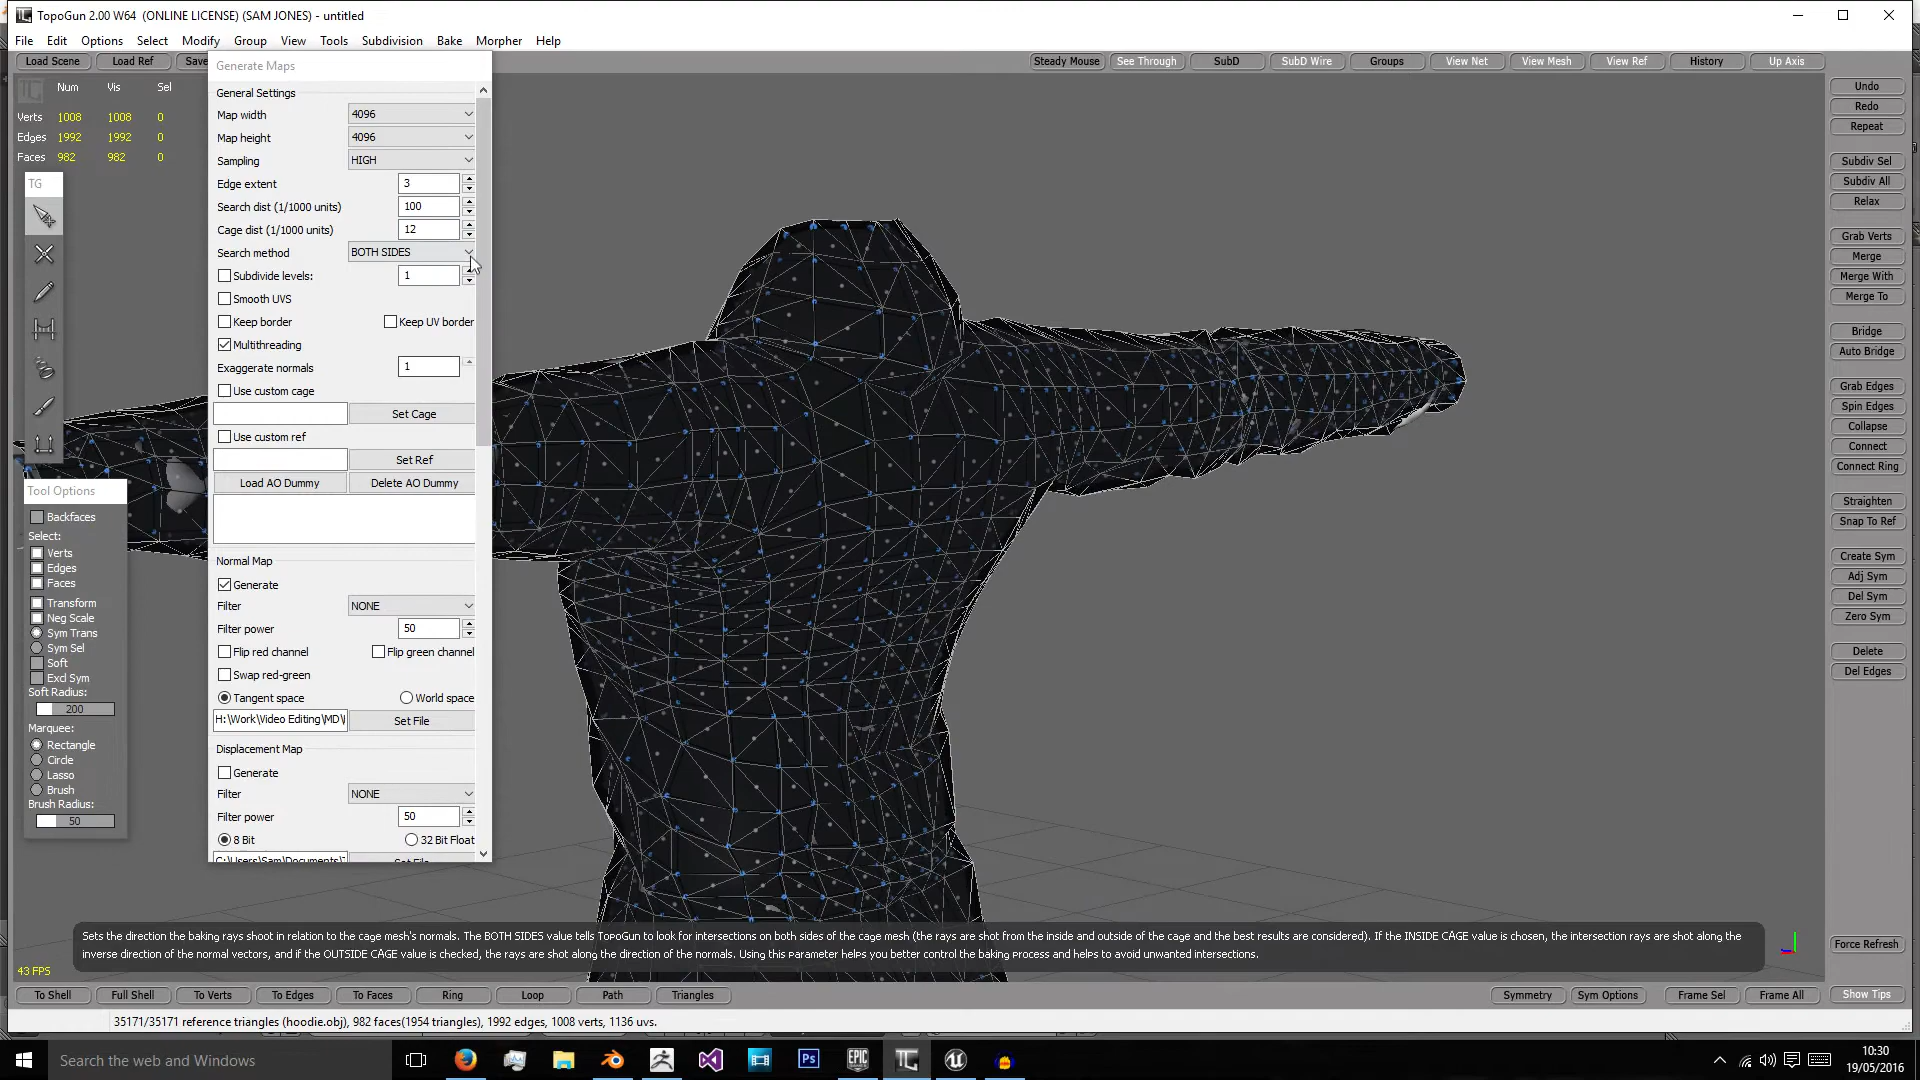 TopoGun 2.00 W64 (ONLINE LICENSE) (SAM JONES) - untitled
File Edit Options Select Modify Group View Tools Subdivision Bake Morpher Help
Load Scene Load Ref Save Steady Mouse See Through SubD SubD Wire Groups View Net View Mesh View Ref History Up Axis
Num Vis Sel
Verts 1008 1008 0
Edges 1992 1992 0
Faces 982 982 0
TG
Generate Maps
General Settings
Map width 4096
Map height 4096
Sampling HIGH
Edge extent 3
Search dist (1/1000 units) 100
Cage dist (1/1000 units) 12
Search method BOTH SIDES
Subdivide levels: 1
Smooth UVS
Keep border Keep UV border
Multithreading
Exaggerate normals 1
Use custom cage
Set Cage
Use custom ref
Set Ref
Load AO Dummy Delete AO Dummy
Normal Map
Generate
Filter NONE
Filter power 50
Flip red channel Flip green channel
Swap red-green
Tangent space World space
H:\Work\Video Editing\MD\ Set File
Displacement Map
Generate
Filter NONE
Filter power 50
8 Bit 32 Bit Float
C:\Users\Sam\Documents\ Set File
Tool Options
Backfaces
Select:
Verts
Edges
Faces
Transform
Neg Scale
Sym Trans
Sym Sel
Soft
Excl Sym
Soft Radius:
200
Marquee:
Rectangle
Circle
Lasso
Brush
Brush Radius:
50
Undo
Redo
Repeat
Subdiv Sel
Subdiv All
Relax
Grab Verts
Merge
Merge With
Merge To
Bridge
Auto Bridge
Grab Edges
Spin Edges
Collapse
Connect
Connect Ring
Straighten
Snap To Ref
Create Sym
Adj Sym
Del Sym
Zero Sym
Delete
Del Edges
Force Refresh
Show Tips
Sets the direction the baking rays shoot in relation to the cage mesh's normals. The BOTH SIDES value tells TopoGun to look for intersections on both sides of the cage mesh (the rays are shot from the inside and outside of the cage and the best results are considered). If the INSIDE CAGE value is chosen, the intersection rays are shot along the
inverse direction of the normal vectors, and if the OUTSIDE CAGE value is checked, the rays are shot along the direction of the normals. Using this parameter helps you better control the baking process and helps to avoid unwanted intersections.
43 FPS
To Shell Full Shell To Verts To Edges To Faces Ring Loop Path Triangles Symmetry Sym Options Frame Sel Frame All
35171/35171 reference triangles (hoodie.obj), 982 faces(1954 triangles), 1992 edges, 1008 verts, 1136 uvs.
Search the web and Windows
Ps
EPIC
10:30
19/05/2016